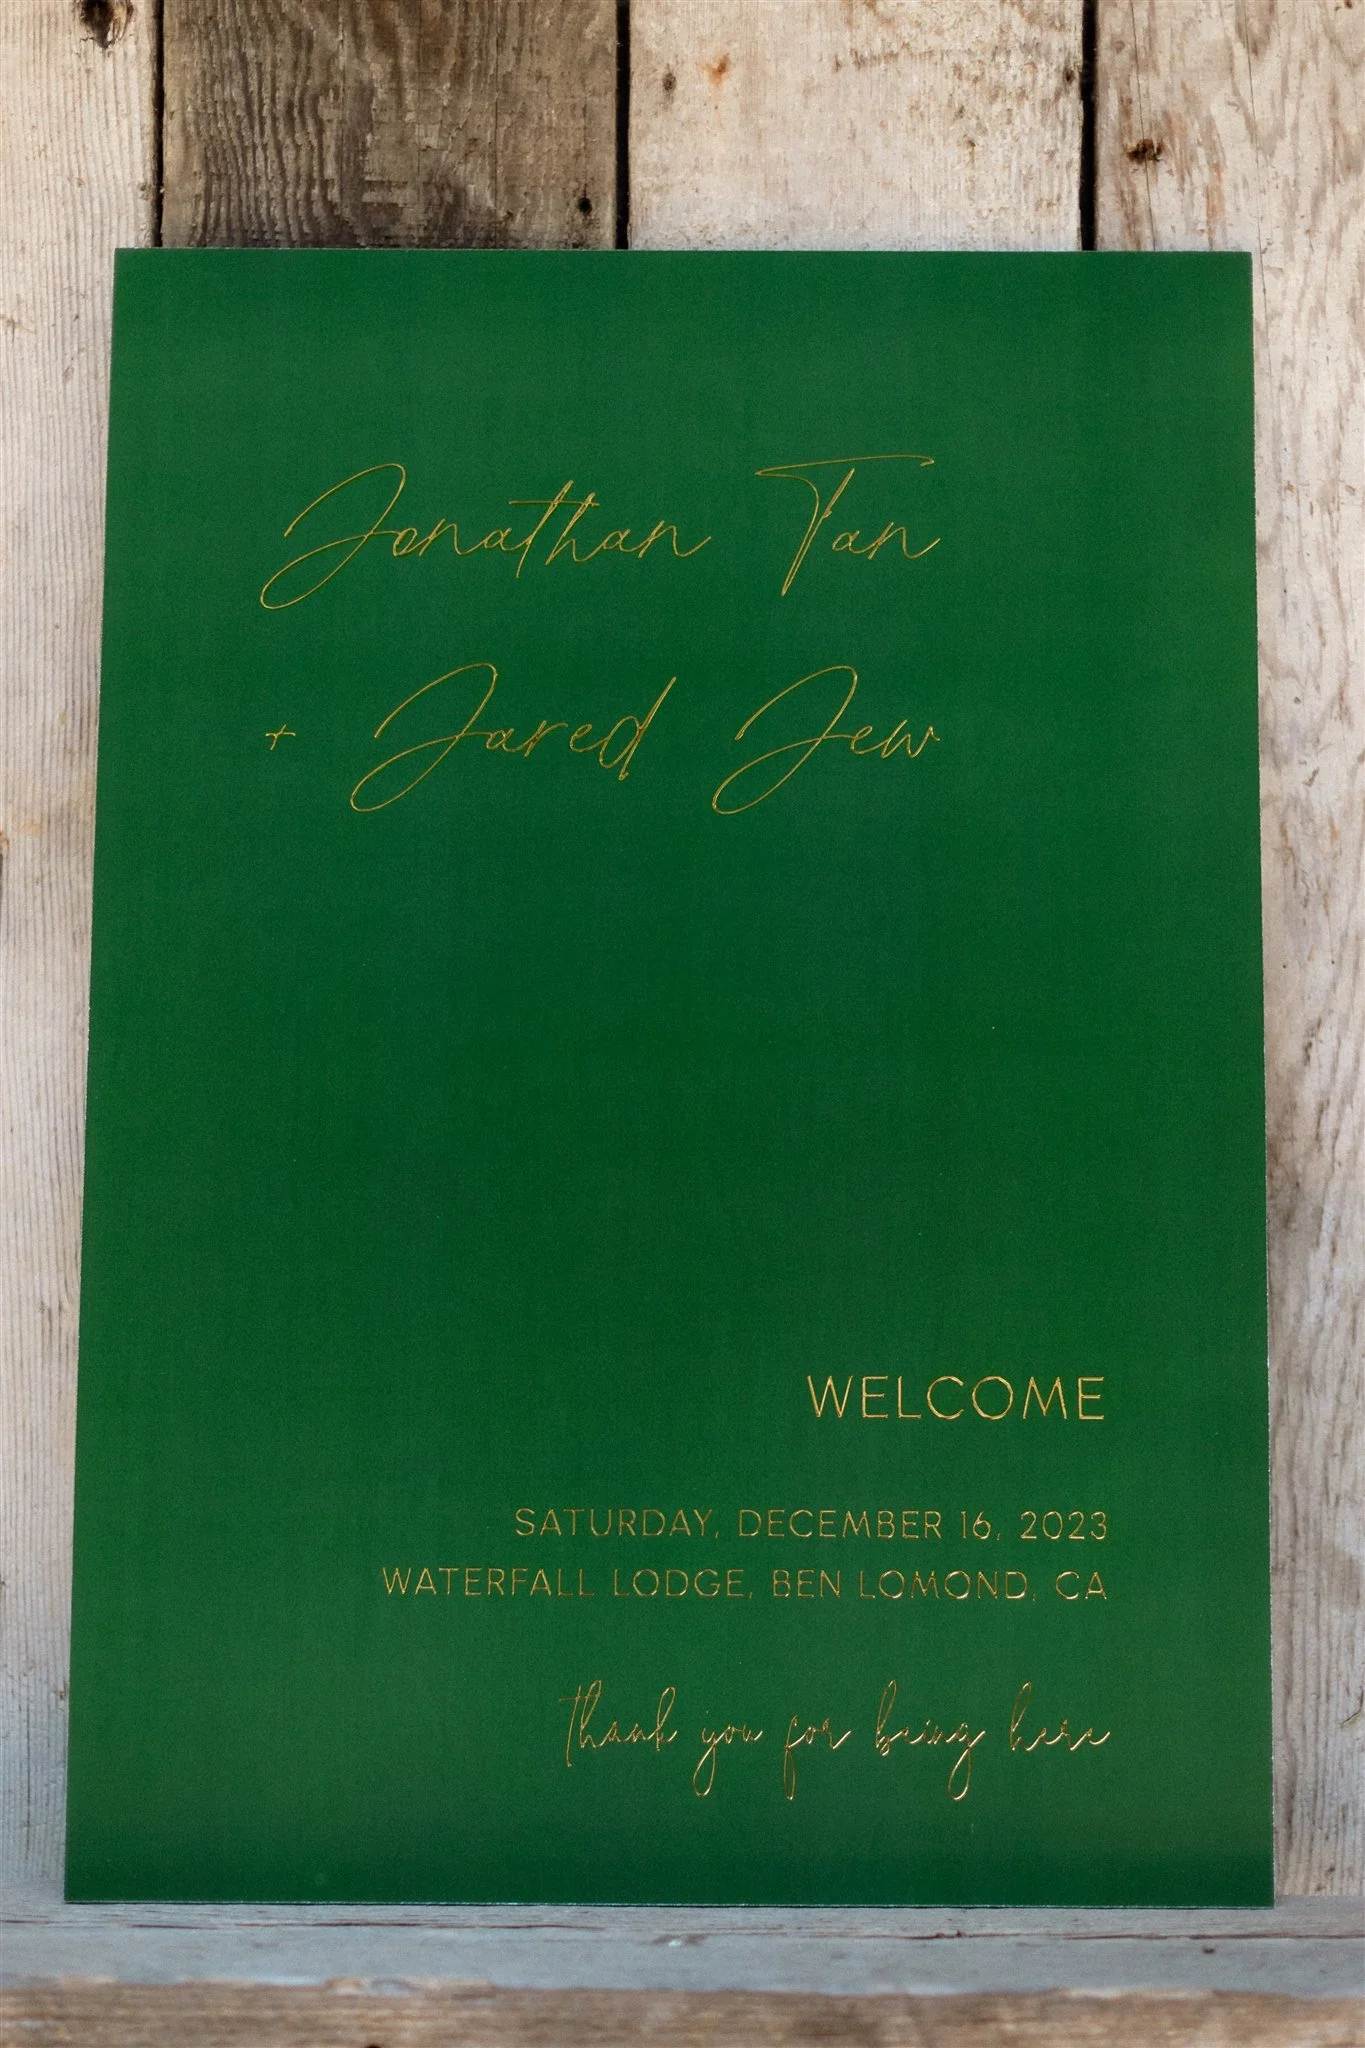 Jonathan Tan
+ Jared Jew
WELCOME
SATURDAY, DECEMBER 16, 2023
WATERFALL LODGE, BEN LOMOND, CA
thank you for being here